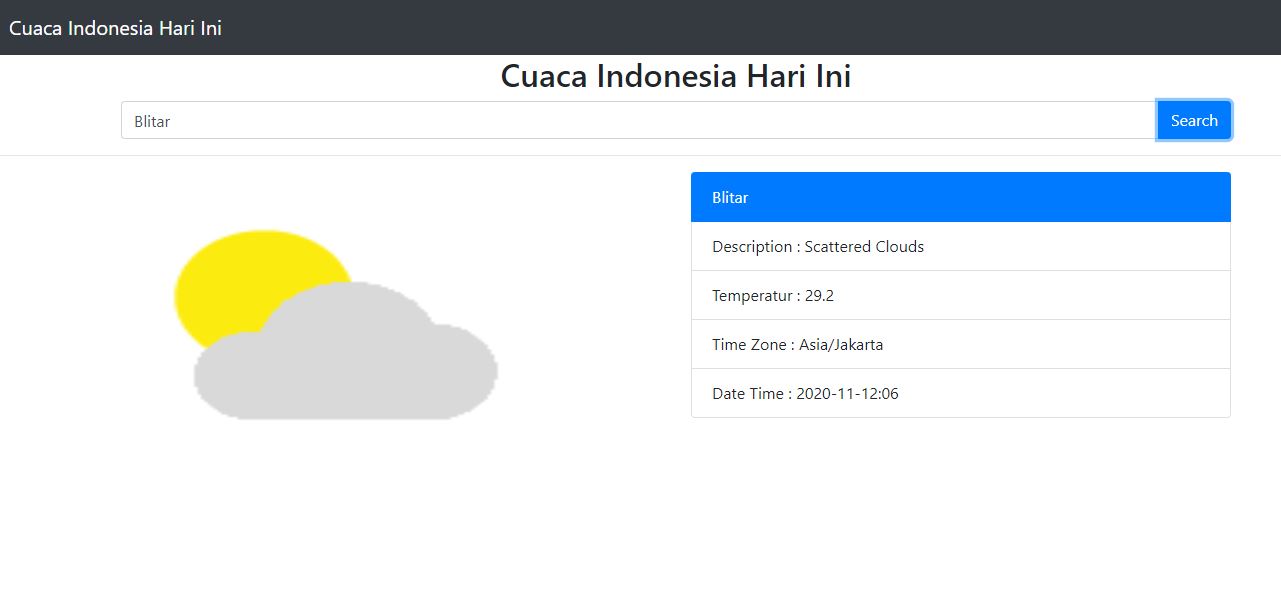 Cuaca Indonesia Hari Ini
Cuaca Indonesia Hari Ini
Blitar
Search
Blitar
Description : Scattered Clouds
Temperatur : 29.2
Time Zone : Asia/Jakarta
Date Time : 2020-11-12:06